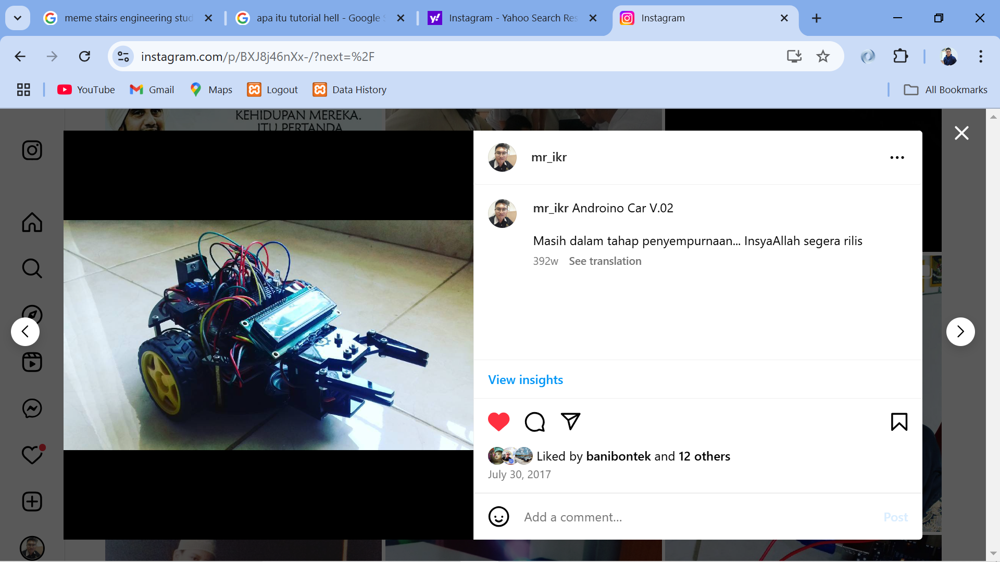 meme stairs engineering stud
apa itu tutorial hell - Google S
Instagram - Yahoo Search Res
Instagram
instagram.com/p/BXJ8j46nXx-/?next=%2F
YouTube
Gmail
Maps
Logout
Data History
All Bookmarks
KEHIDUPAN MEREKA.
ITU PERTANDA
mr_ikr
mr_ikr Androino Car V.02
Masih dalam tahap penyempurnaan... InsyaAllah segera rilis
392w See translation
View insights
Liked by banibontek and 12 others
July 30, 2017
Add a comment...
Post